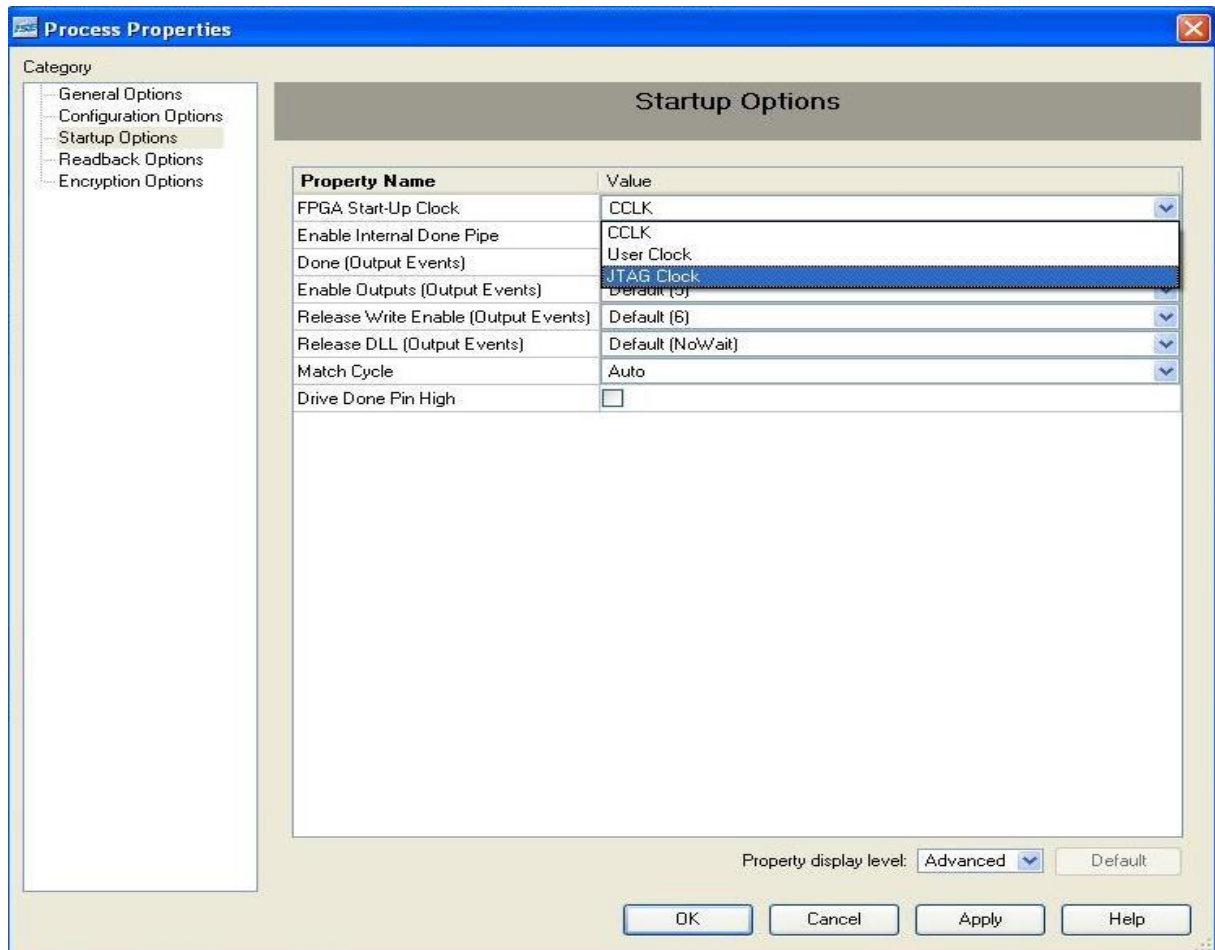 Process Properties
Category
General Options
Configuration Options
Startup Options
Readback Options
Encryption Options
Startup Options
Property Name Value
FPGA Start-Up Clock CCLK
Enable Internal Done Pipe CCLK
User Clock
Done (Output Events)
JTAG Clock
Enable Outputs (Output Events) Default (5)
Release Write Enable (Output Events) Default (6)
Release DLL (Output Events) Default (NoWait)
Match Cycle Auto
Drive Done Pin High
Property display level: Advanced Default
OK Cancel Apply Help